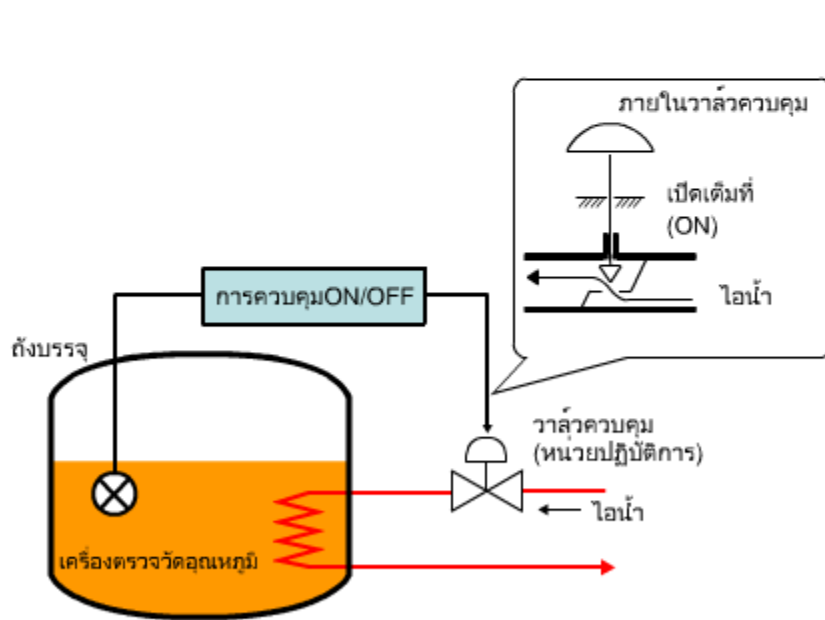 ภายในวาล์วควบคุม
เปิดเต็มที่
(ON)
ไอน้ำ
การควบคุมON/OFF
ถังบรรจุ
วาล์วควบคุม
(หน่วยปฏิบัติการ)
ไอน้ำ
เครื่องตรวจวัดอุณหภูมิ